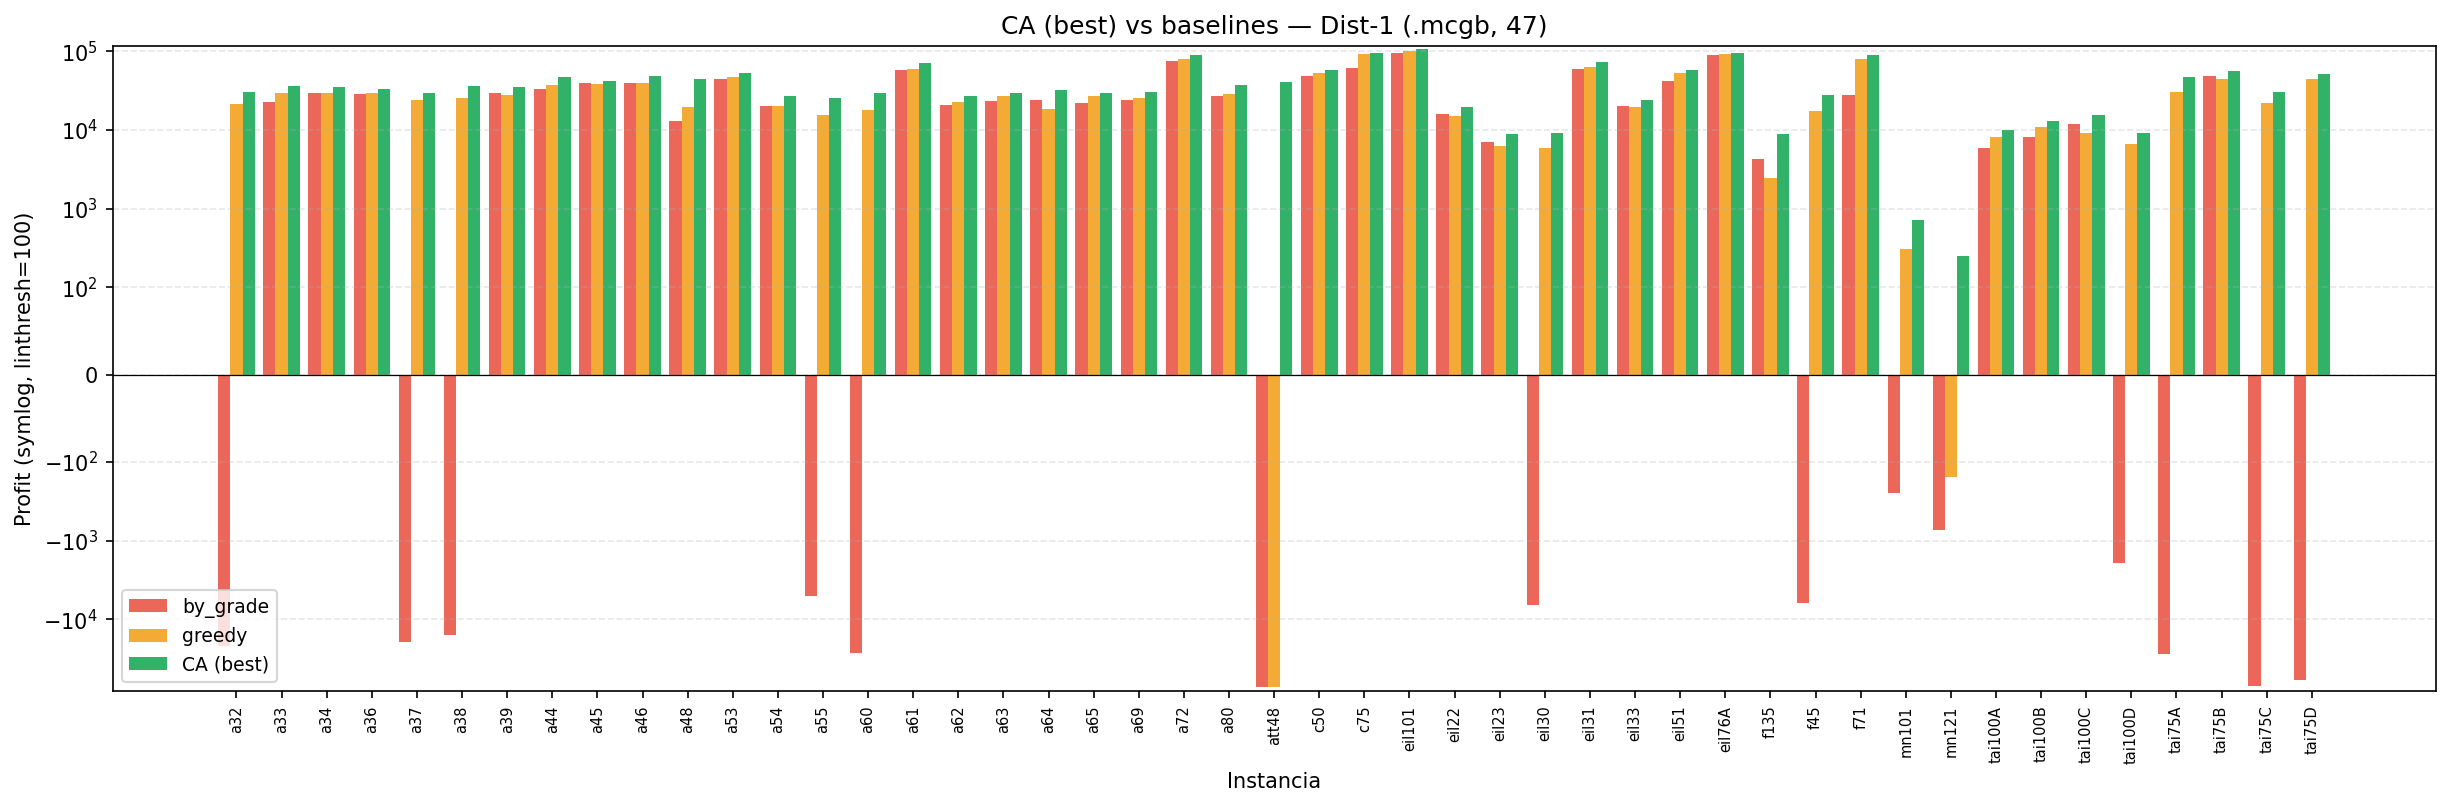 CA (best) vs baselines — Dist-1 (.mcgb, 47)
Profit (symlog, linthresh=100)
10^5
10^4
10^3
10^2
0
−10^2
−10^3
−10^4
by_grade
greedy
CA (best)
a32
a33
a34
a36
a37
a38
a39
a44
a45
a46
a48
a53
a54
a55
a60
a61
a62
a63
a64
a65
a69
a72
a80
att48
c50
c75
eil101
eil22
eil23
eil30
eil31
eil33
eil51
eil76A
f135
f45
f71
mn101
mn121
tai100A
tai100B
tai100C
tai100D
tai75A
tai75B
tai75C
tai75D
Instancia